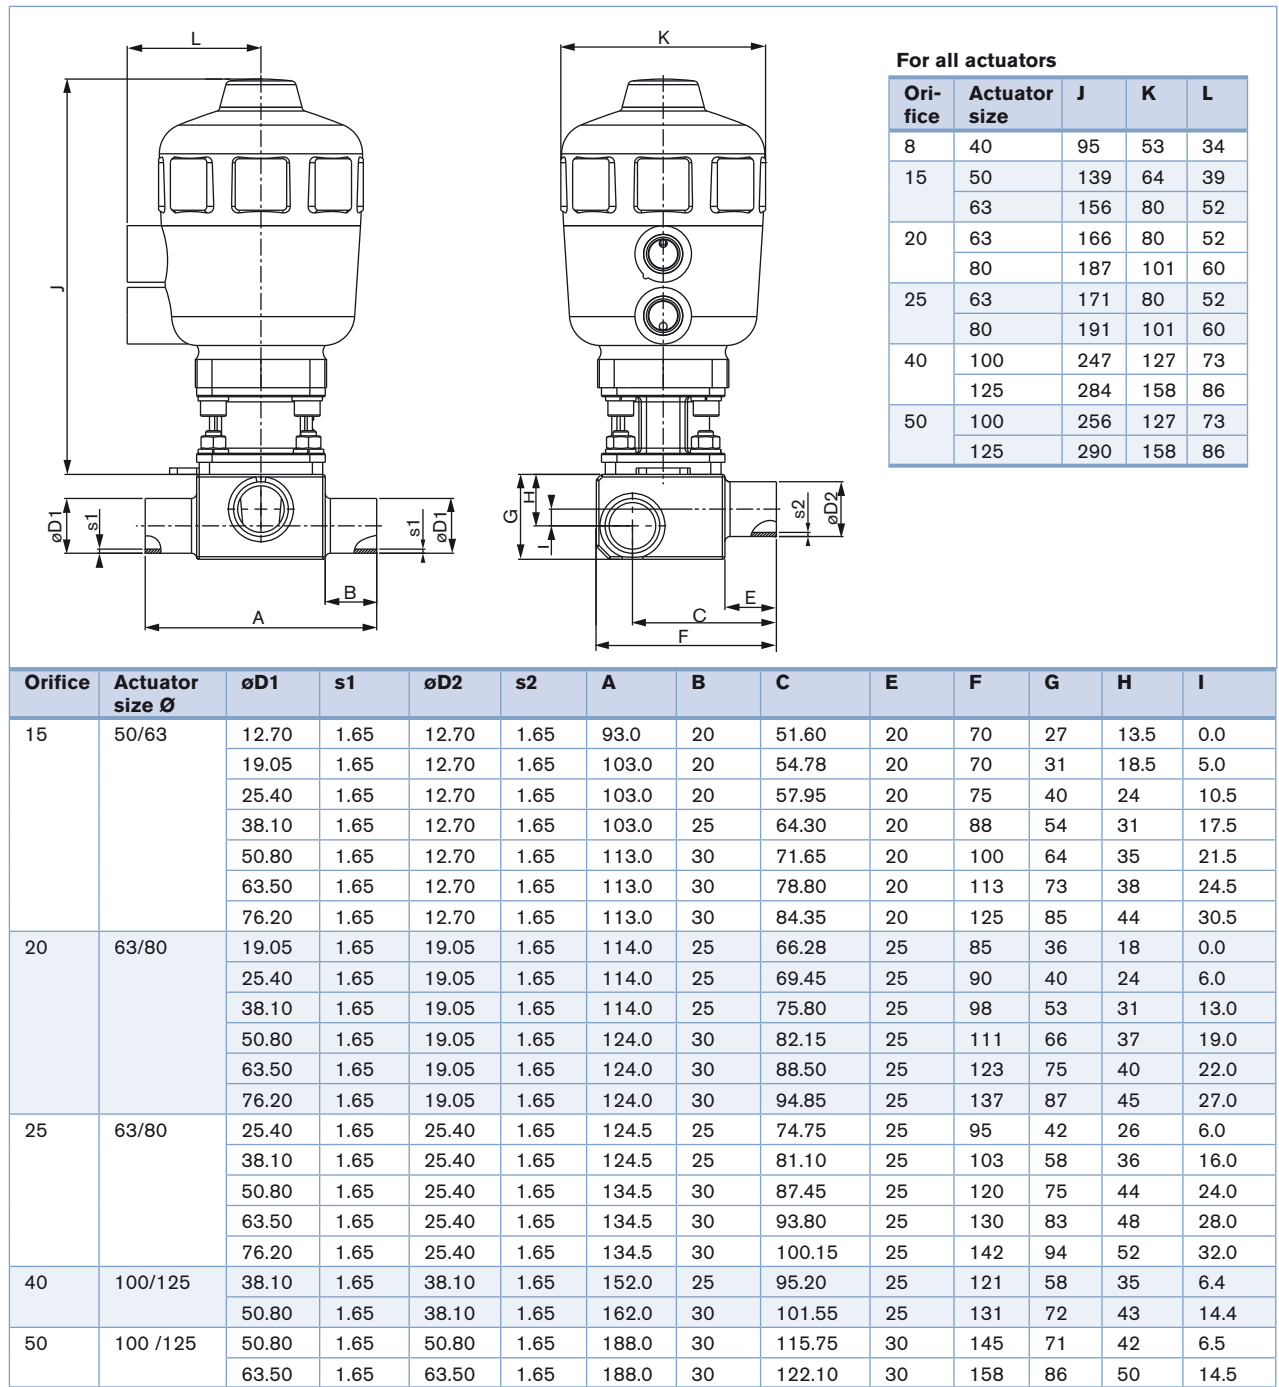 L
K
J
øD1
s1
s1
øD1
B
A
G
H
I
s2
øD2
E
C
F
For all actuators
Ori-fice Actuator size J K L
8 40 95 53 34
15 50 139 64 39
63 156 80 52
20 63 166 80 52
80 187 101 60
25 63 171 80 52
80 191 101 60
40 100 247 127 73
125 284 158 86
50 100 256 127 73
125 290 158 86
Orifice Actuator size Ø øD1 s1 øD2 s2 A B C E F G H I
15 50/63 12.70 1.65 12.70 1.65 93.0 20 51.60 20 70 27 13.5 0.0
19.05 1.65 12.70 1.65 103.0 20 54.78 20 70 31 18.5 5.0
25.40 1.65 12.70 1.65 103.0 20 57.95 20 75 40 24 10.5
38.10 1.65 12.70 1.65 103.0 25 64.30 20 88 54 31 17.5
50.80 1.65 12.70 1.65 113.0 30 71.65 20 100 64 35 21.5
63.50 1.65 12.70 1.65 113.0 30 78.80 20 113 73 38 24.5
76.20 1.65 12.70 1.65 113.0 30 84.35 20 125 85 44 30.5
20 63/80 19.05 1.65 19.05 1.65 114.0 25 66.28 25 85 36 18 0.0
25.40 1.65 19.05 1.65 114.0 25 69.45 25 90 40 24 6.0
38.10 1.65 19.05 1.65 114.0 25 75.80 25 98 53 31 13.0
50.80 1.65 19.05 1.65 124.0 30 82.15 25 111 66 37 19.0
63.50 1.65 19.05 1.65 124.0 30 88.50 25 123 75 40 22.0
76.20 1.65 19.05 1.65 124.0 30 94.85 25 137 87 45 27.0
25 63/80 25.40 1.65 25.40 1.65 124.5 25 74.75 25 95 42 26 6.0
38.10 1.65 25.40 1.65 124.5 25 81.10 25 103 58 36 16.0
50.80 1.65 25.40 1.65 134.5 30 87.45 25 120 75 44 24.0
63.50 1.65 25.40 1.65 134.5 30 93.80 25 130 83 48 28.0
76.20 1.65 25.40 1.65 134.5 30 100.15 25 142 94 52 32.0
40 100/125 38.10 1.65 38.10 1.65 152.0 25 95.20 25 121 58 35 6.4
50.80 1.65 38.10 1.65 162.0 30 101.55 25 131 72 43 14.4
50 100 /125 50.80 1.65 50.80 1.65 188.0 30 115.75 30 145 71 42 6.5
63.50 1.65 63.50 1.65 188.0 30 122.10 30 158 86 50 14.5